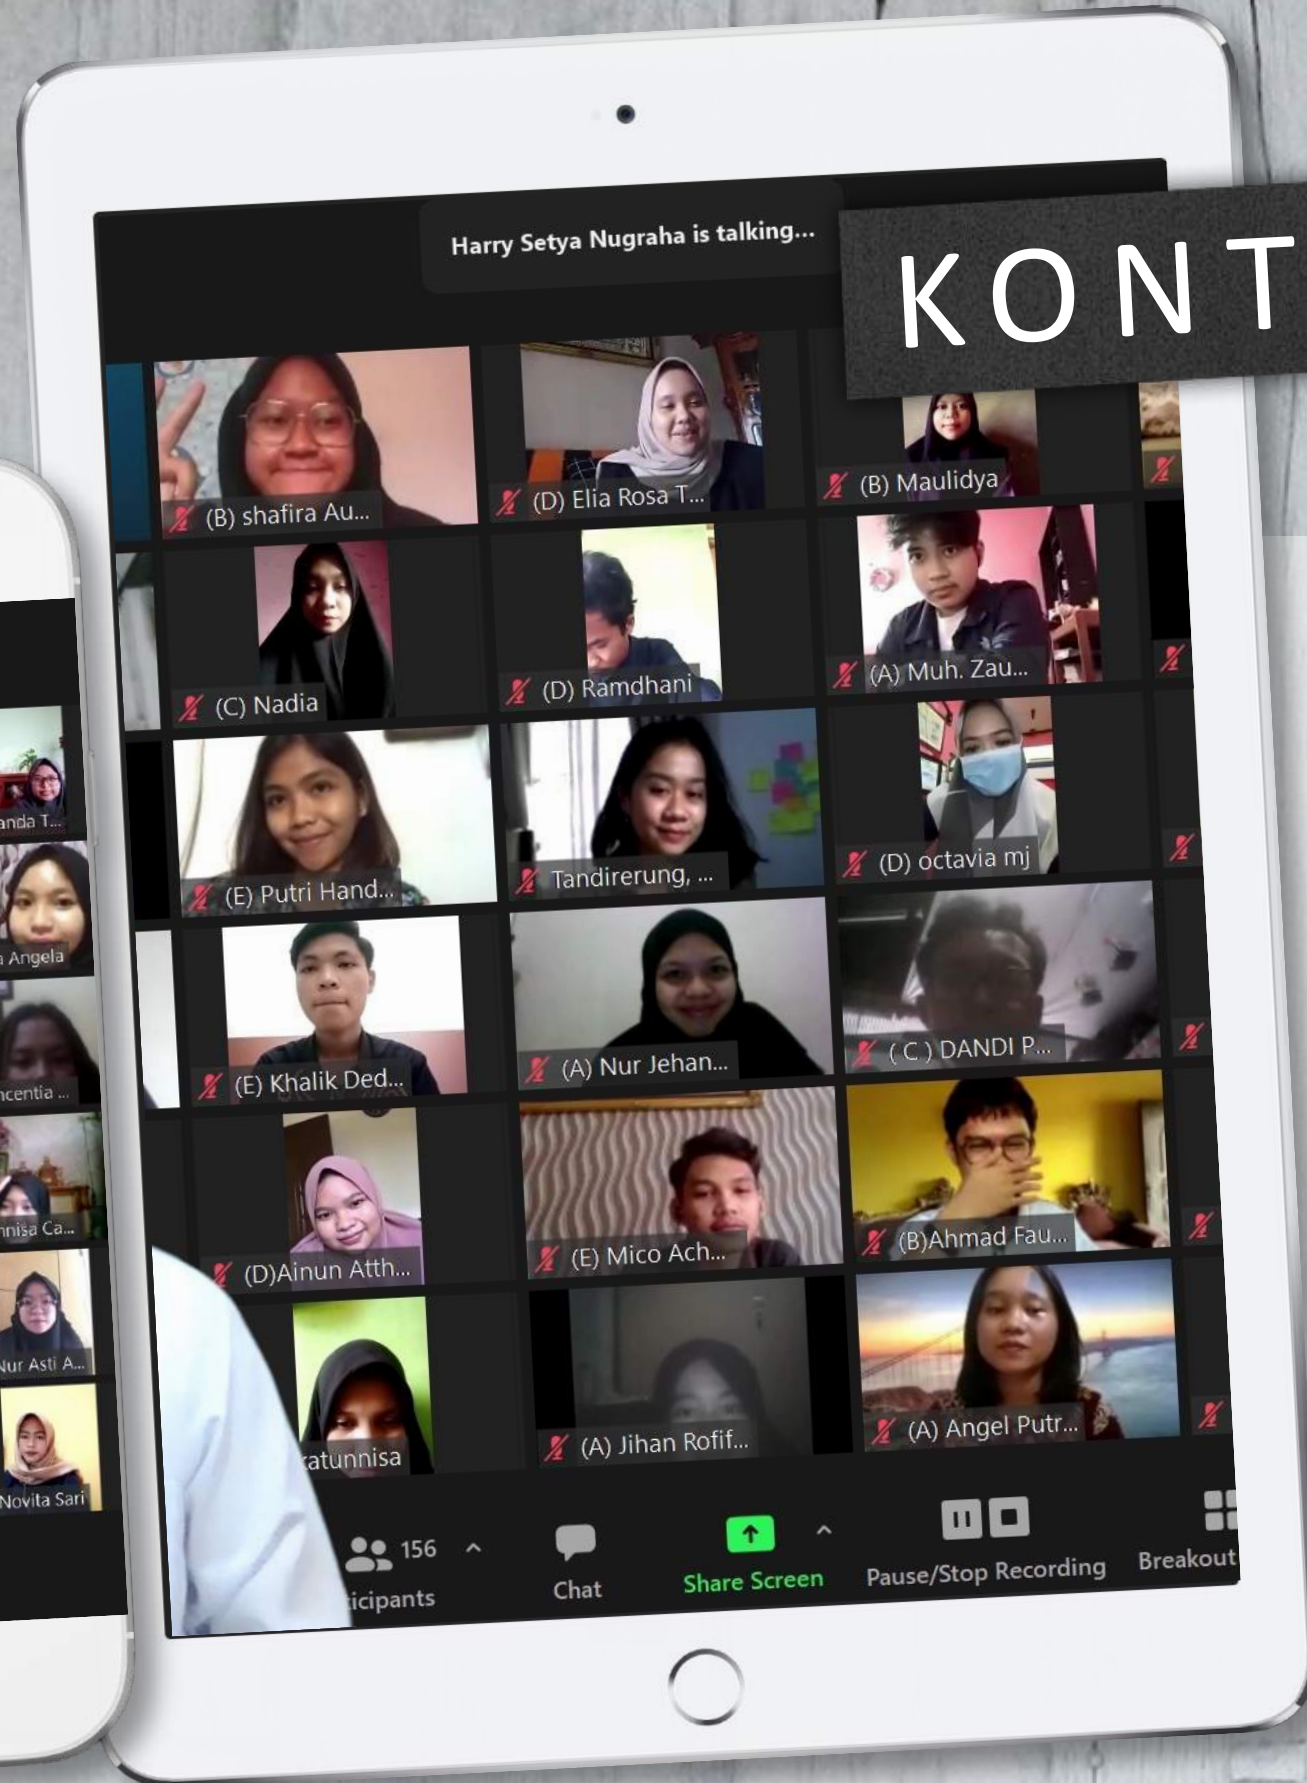 Harry Setya Nugraha is talking...
KONT
(B) shafira Au...
(D) Elia Rosa T...
(B) Maulidya
(C) Nadia
(D) Ramdhani
(A) Muh. Zau...
(E) Putri Hand...
Tandirerung, ...
(D) octavia mj
(E) Khalik Ded...
(A) Nur Jehan...
( C ) DANDI P...
(D)Ainun Atth...
(E) Mico Ach...
(B)Ahmad Fau...
atunnisa
(A) Jihan Rofif...
(A) Angel Putr...
156
icipants
Chat
Share Screen
Pause/Stop Recording
Breakout
anda T...
a Angela
ncentia ...
nnisa Ca...
Nur Asti A...
Novita Sari